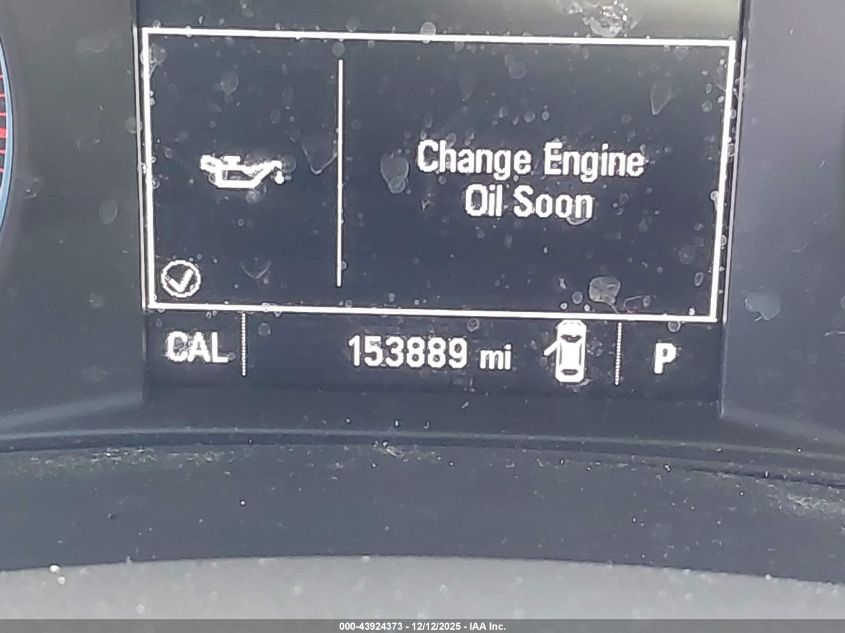 Change Engine
Oil Soon
CAL 153889 mi P
000-43924373 - 12/12/2025 - IAA Inc.